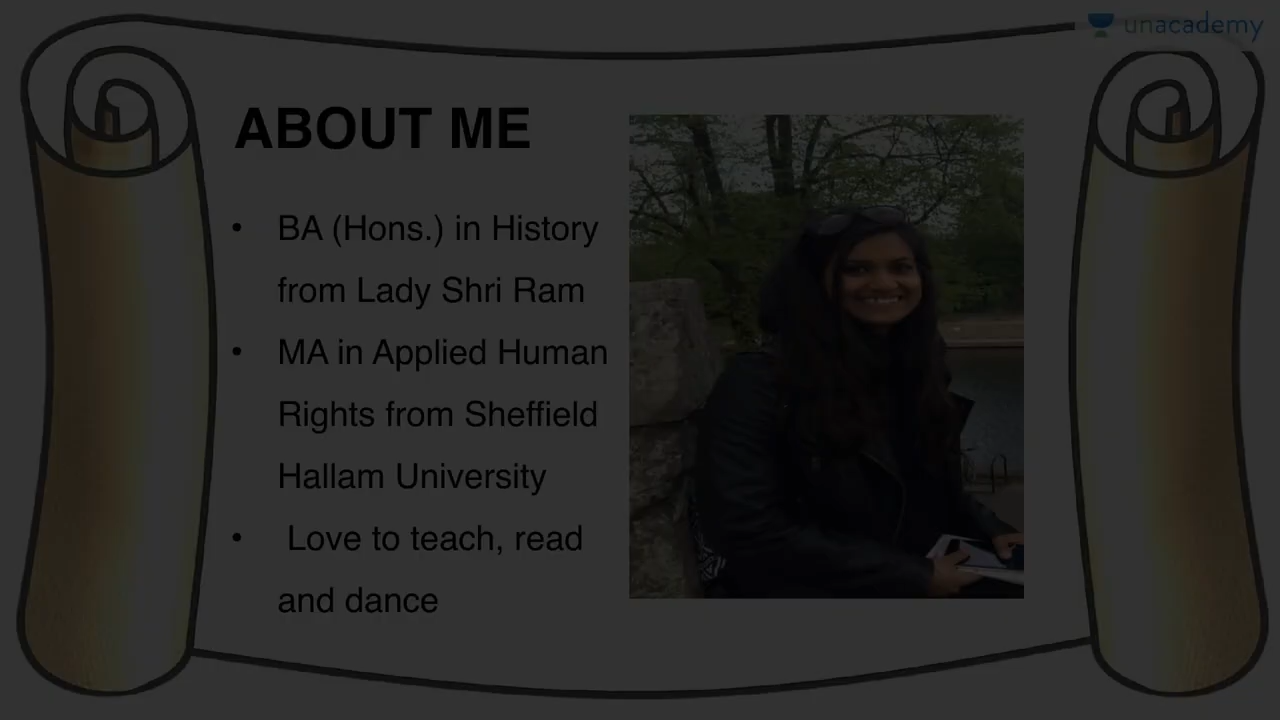 unacademy
ABOUT ME
• BA (Hons.) in History
from Lady Shri Ram
• MA in Applied Human
Rights from Sheffield
Hallam University
• Love to teach, read
and dance